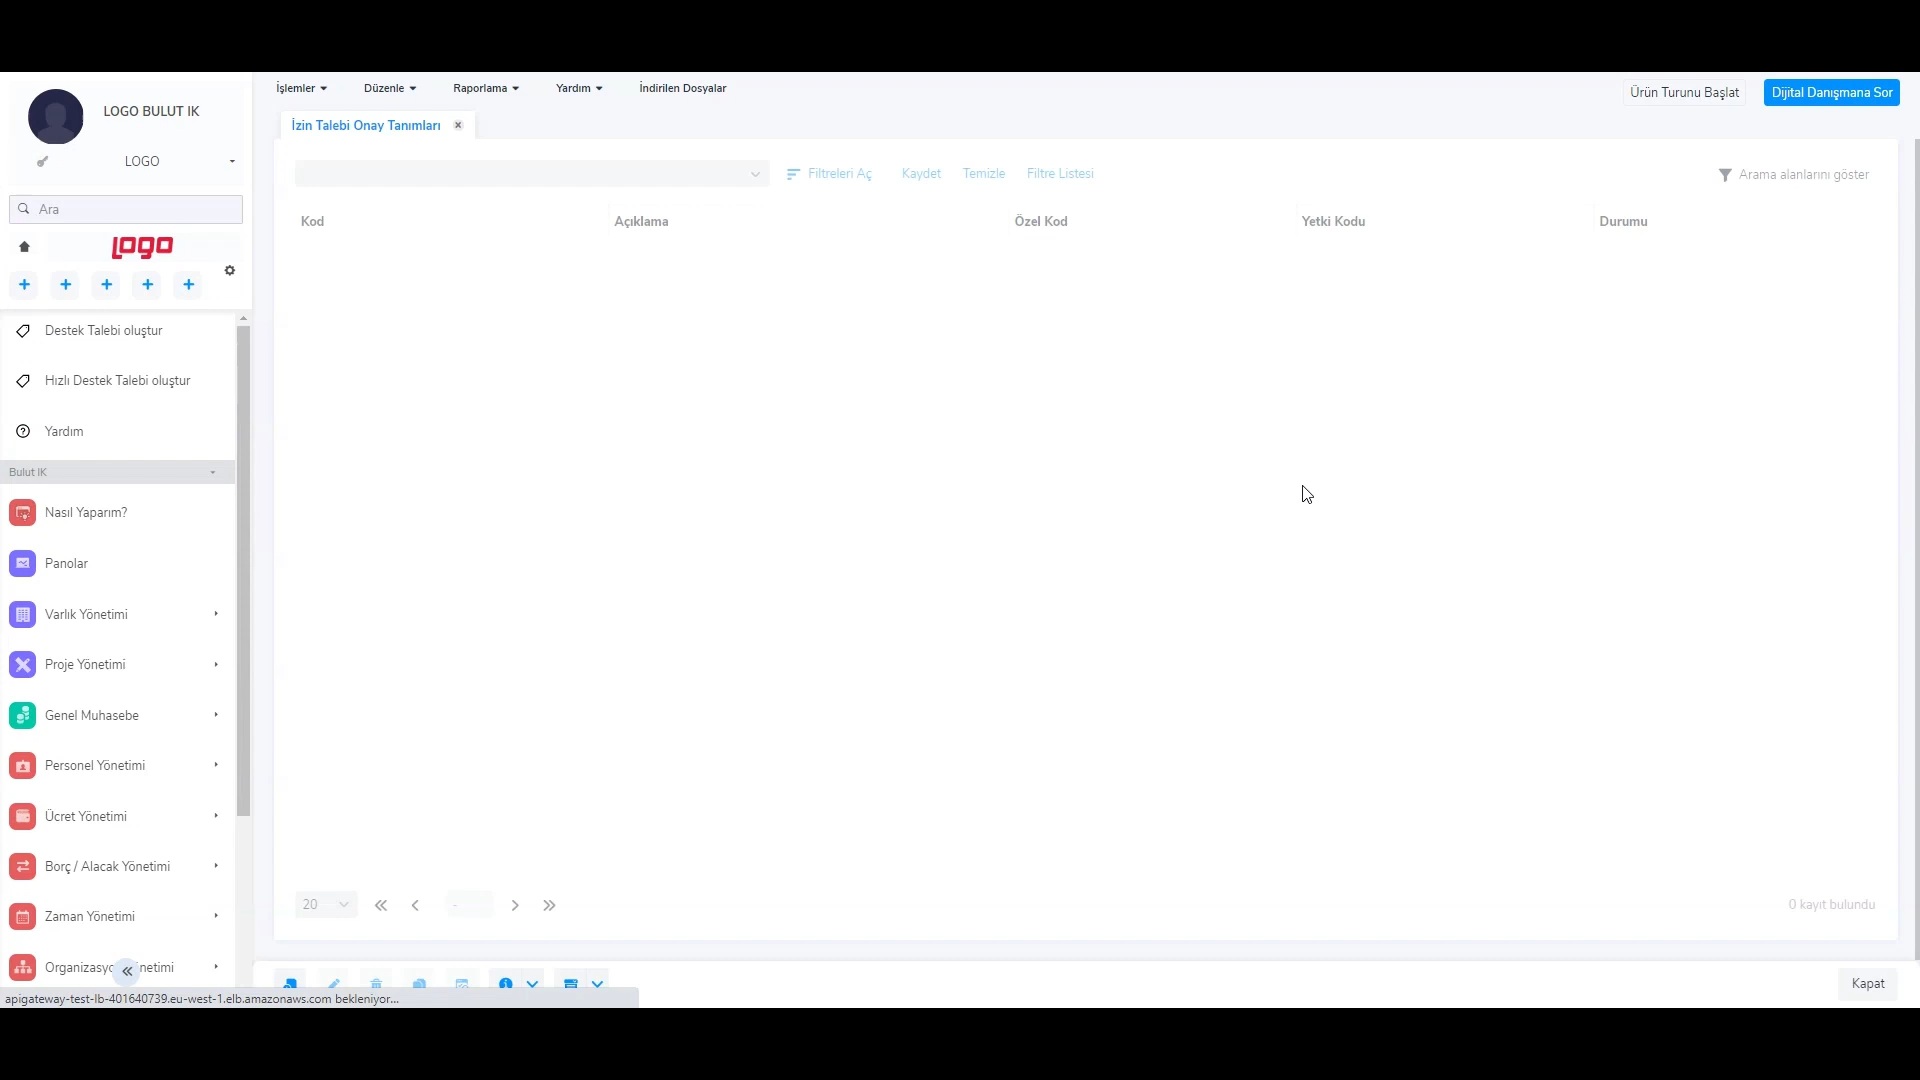 LOGO BULUT IK
LOGO
Ara
logo
Destek Talebi oluştur
Hızlı Destek Talebi oluştur
Yardım
Bulut IK
Nasıl Yaparım?
Panolar
Varlık Yönetimi
Proje Yönetimi
Genel Muhasebe
Personel Yönetimi
Ücret Yönetimi
Borç / Alacak Yönetimi
Zaman Yönetimi
apigateway-test-lb-401640739.eu-west-1.elb.amazonaws.com bekleniyor...
İşlemler Düzenle Raporlama Yardım İndirilen Dosyalar
Ürün Turunu Başlat Dijital Danışmana Sor
İzin Talebi Onay Tanımları
Filtreleri Aç Kaydet Temizle Filtre Listesi Arama alanlarını göster
Kod Açıklama Özel Kod Yetki Kodu Durumu
20 - 0 kayıt bulundu
Kapat